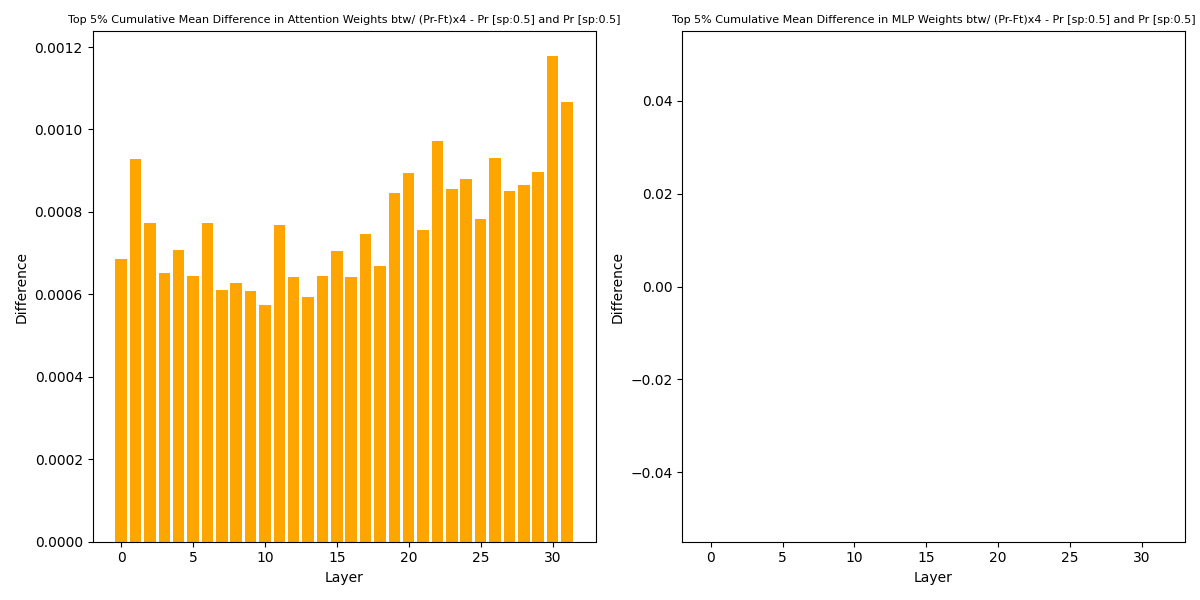 Top 5% Cumulative Mean Difference in Attention Weights btw/ (Pr-Ft)x4 - Pr [sp:0.5] and Pr [sp:0.5]
0.0012
0.0010
0.0008
0.0006
0.0004
0.0002
0.0000
Difference
0 5 10 15 20 25 30
Layer
Top 5% Cumulative Mean Difference in MLP Weights btw/ (Pr-Ft)x4 - Pr [sp:0.5] and Pr [sp:0.5]
0.04
0.02
0.00
−0.02
−0.04
Difference
0 5 10 15 20 25 30
Layer